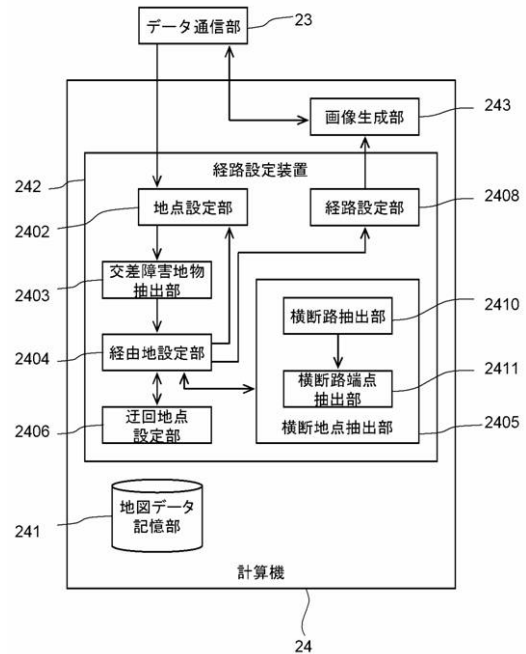 データ通信部
23
画像生成部
243
経路設定装置
242
地点設定部
2402
経路設定部
2408
交差障害地物
抽出部
2403
横断路抽出部
2410
経由地設定部
2404
横断路端点
抽出部
2411
迂回地点
設定部
2406
横断地点抽出部
2405
地図データ
記憶部
241
計算機
24